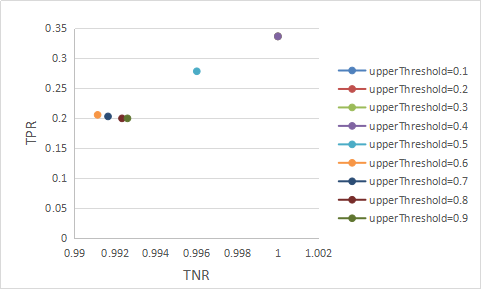 0.35
0.3
0.25
0.2
0.15
0.1
0.05
0
TPR
0.99 0.992 0.994 0.996 0.998 1 1.002
TNR
upperThreshold=0.1
upperThreshold=0.2
upperThreshold=0.3
upperThreshold=0.4
upperThreshold=0.5
upperThreshold=0.6
upperThreshold=0.7
upperThreshold=0.8
upperThreshold=0.9